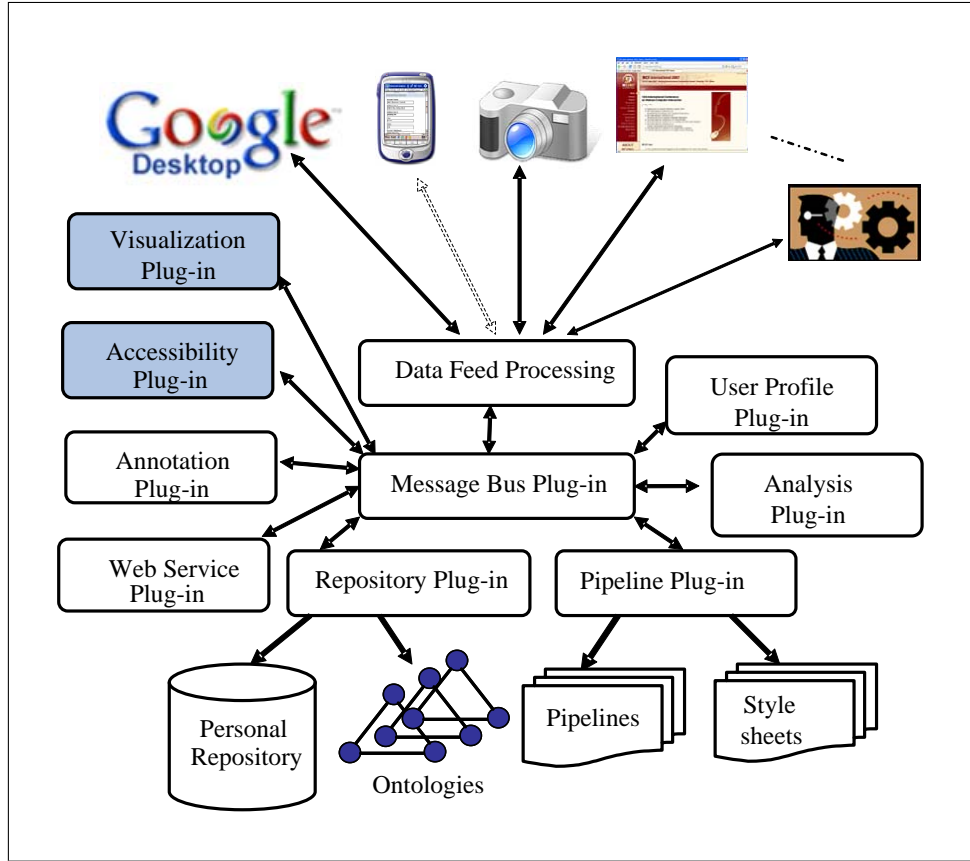 Google™
Desktop
Visualization
Plug-in
Accessibility
Plug-in
Data Feed Processing
User Profile
Plug-in
Annotation
Plug-in
Message Bus Plug-in
Analysis
Plug-in
Web Service
Plug-in
Repository Plug-in
Pipeline Plug-in
Personal
Repository
Ontologies
Pipelines
Style
sheets